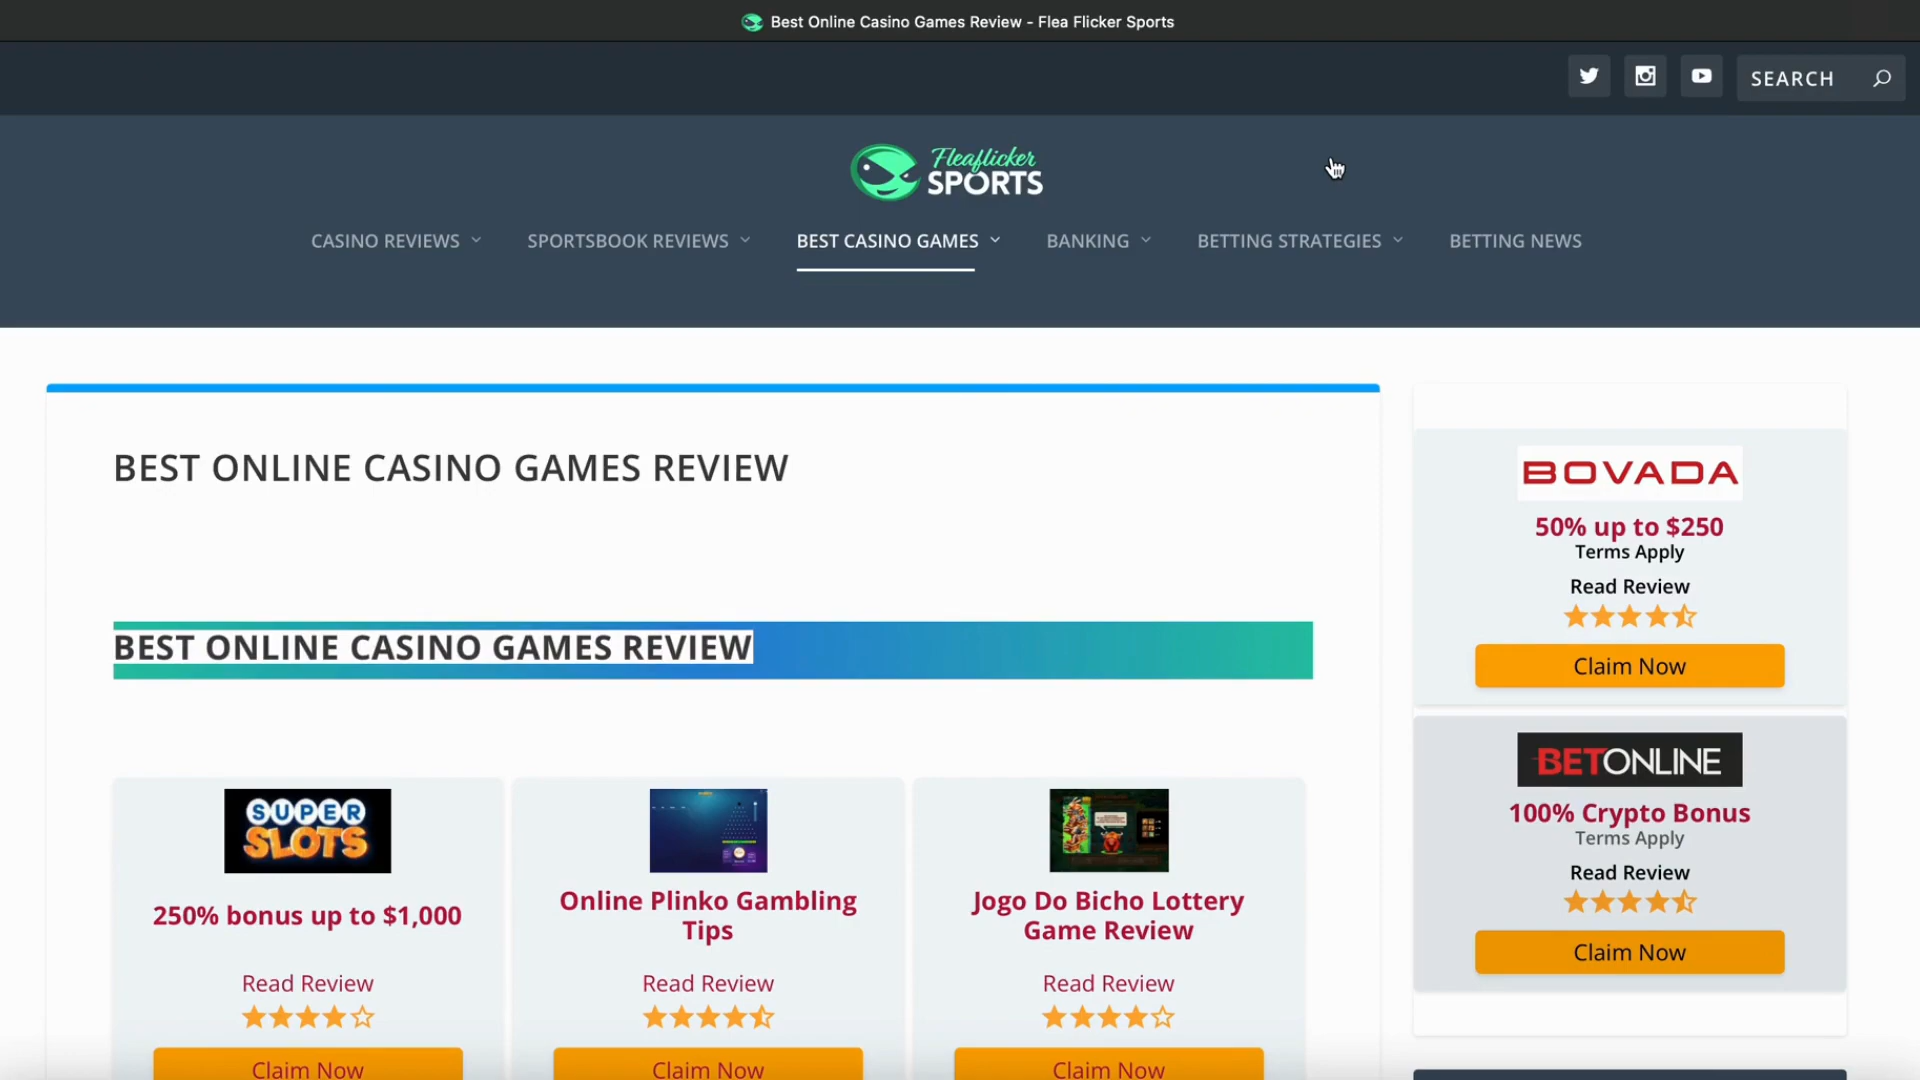 Best Online Casino Games Review - Flea Flicker Sports
SEARCH
Fleaflicker
SPORTS
CASINO REVIEWS
SPORTSBOOK REVIEWS
BEST CASINO GAMES
BANKING
BETTING STRATEGIES
BETTING NEWS
BEST ONLINE CASINO GAMES REVIEW
BEST ONLINE CASINO GAMES REVIEW
SUPER
SLOTS
250% bonus up to $1,000
Read Review
Claim Now
Online Plinko Gambling
Tips
Read Review
Claim Now
Jogo Do Bicho Lottery
Game Review
Read Review
Claim Now
BOVADA
50% up to $250
Terms Apply
Read Review
Claim Now
BETONLINE
100% Crypto Bonus
Terms Apply
Read Review
Claim Now